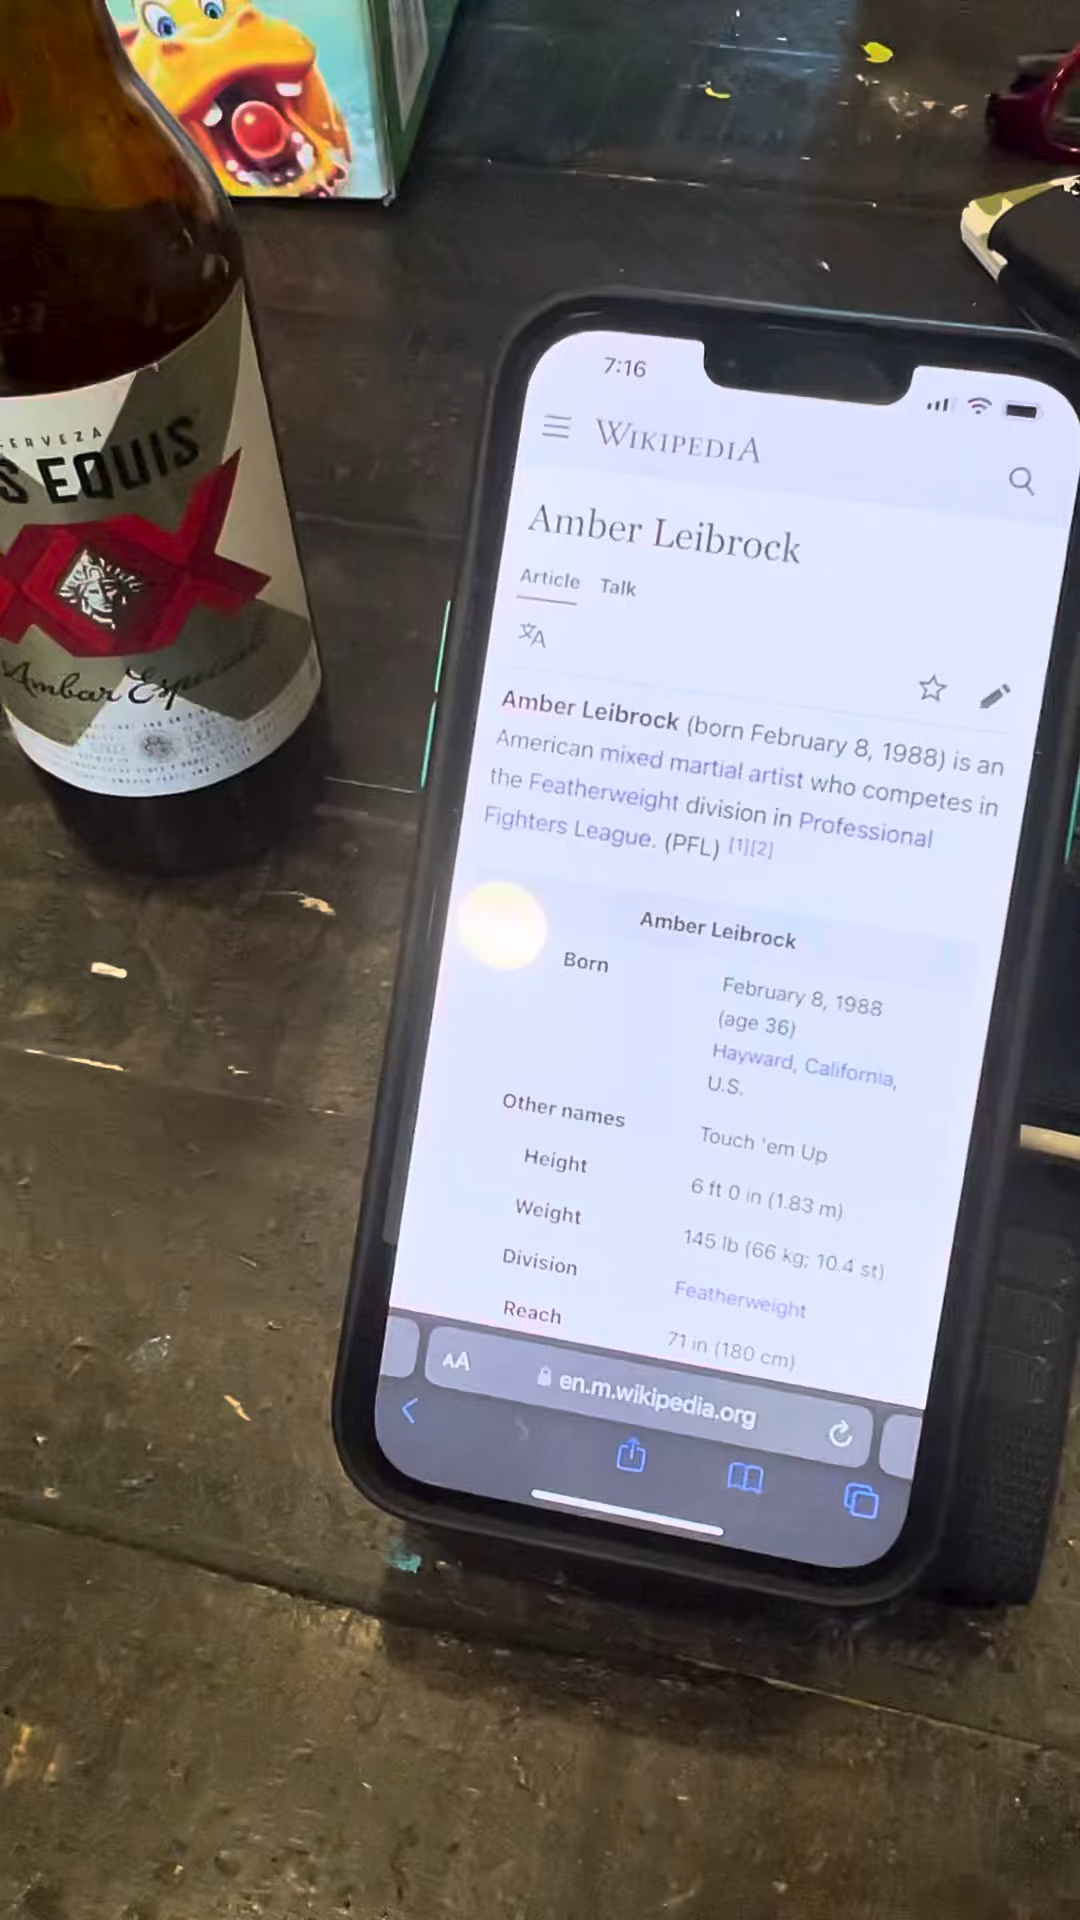 CERVEZA
S EQUIS
XX
Ambar Especial
7:16
WIKIPEDIA
Amber Leibrock
Article Talk
Amber Leibrock (born February 8, 1988) is an
American mixed martial artist who competes in
the Featherweight division in Professional
Fighters League. (PFL) [1][2]
Amber Leibrock
Born
February 8, 1988
(age 36)
Hayward, California,
U.S.
Other names Touch 'em Up
Height 6 ft 0 in (1.83 m)
Weight 145 lb (66 kg; 10.4 st)
Division Featherweight
Reach 71 in (180 cm)
AA en.m.wikipedia.org